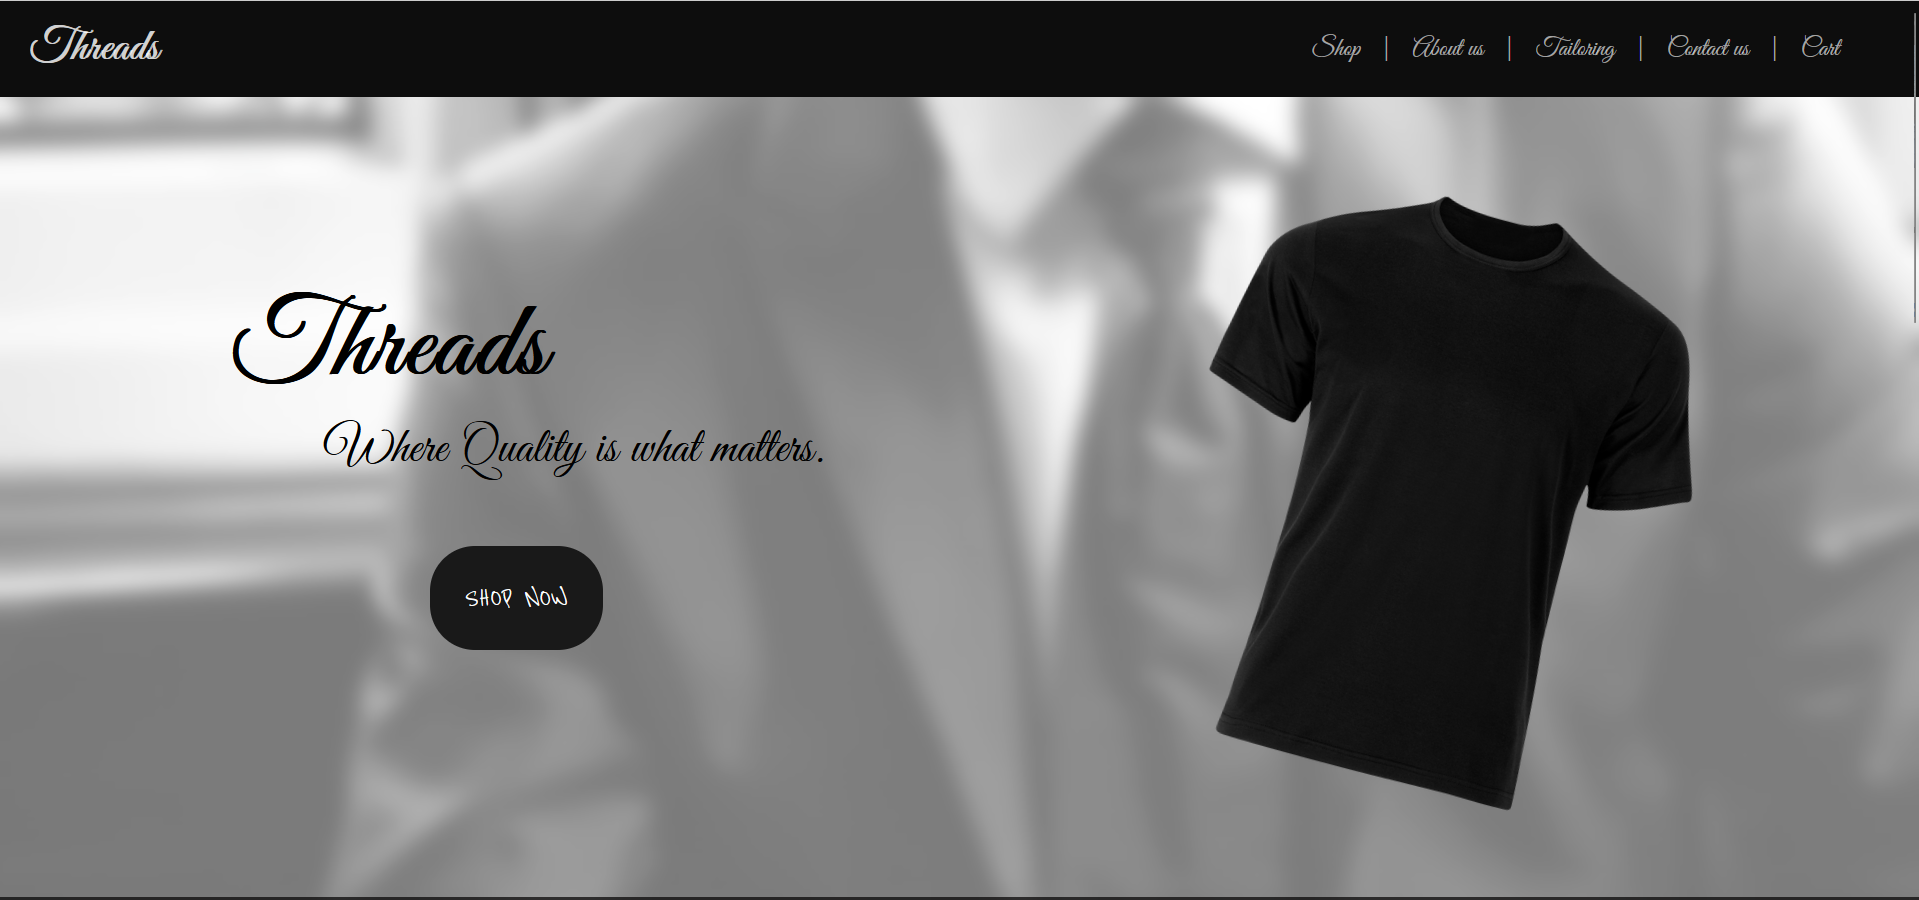 Threads
Shop | About us | Tailoring | Contact us | Cart
Threads
Where Quality is what matters.
SHOP NOW